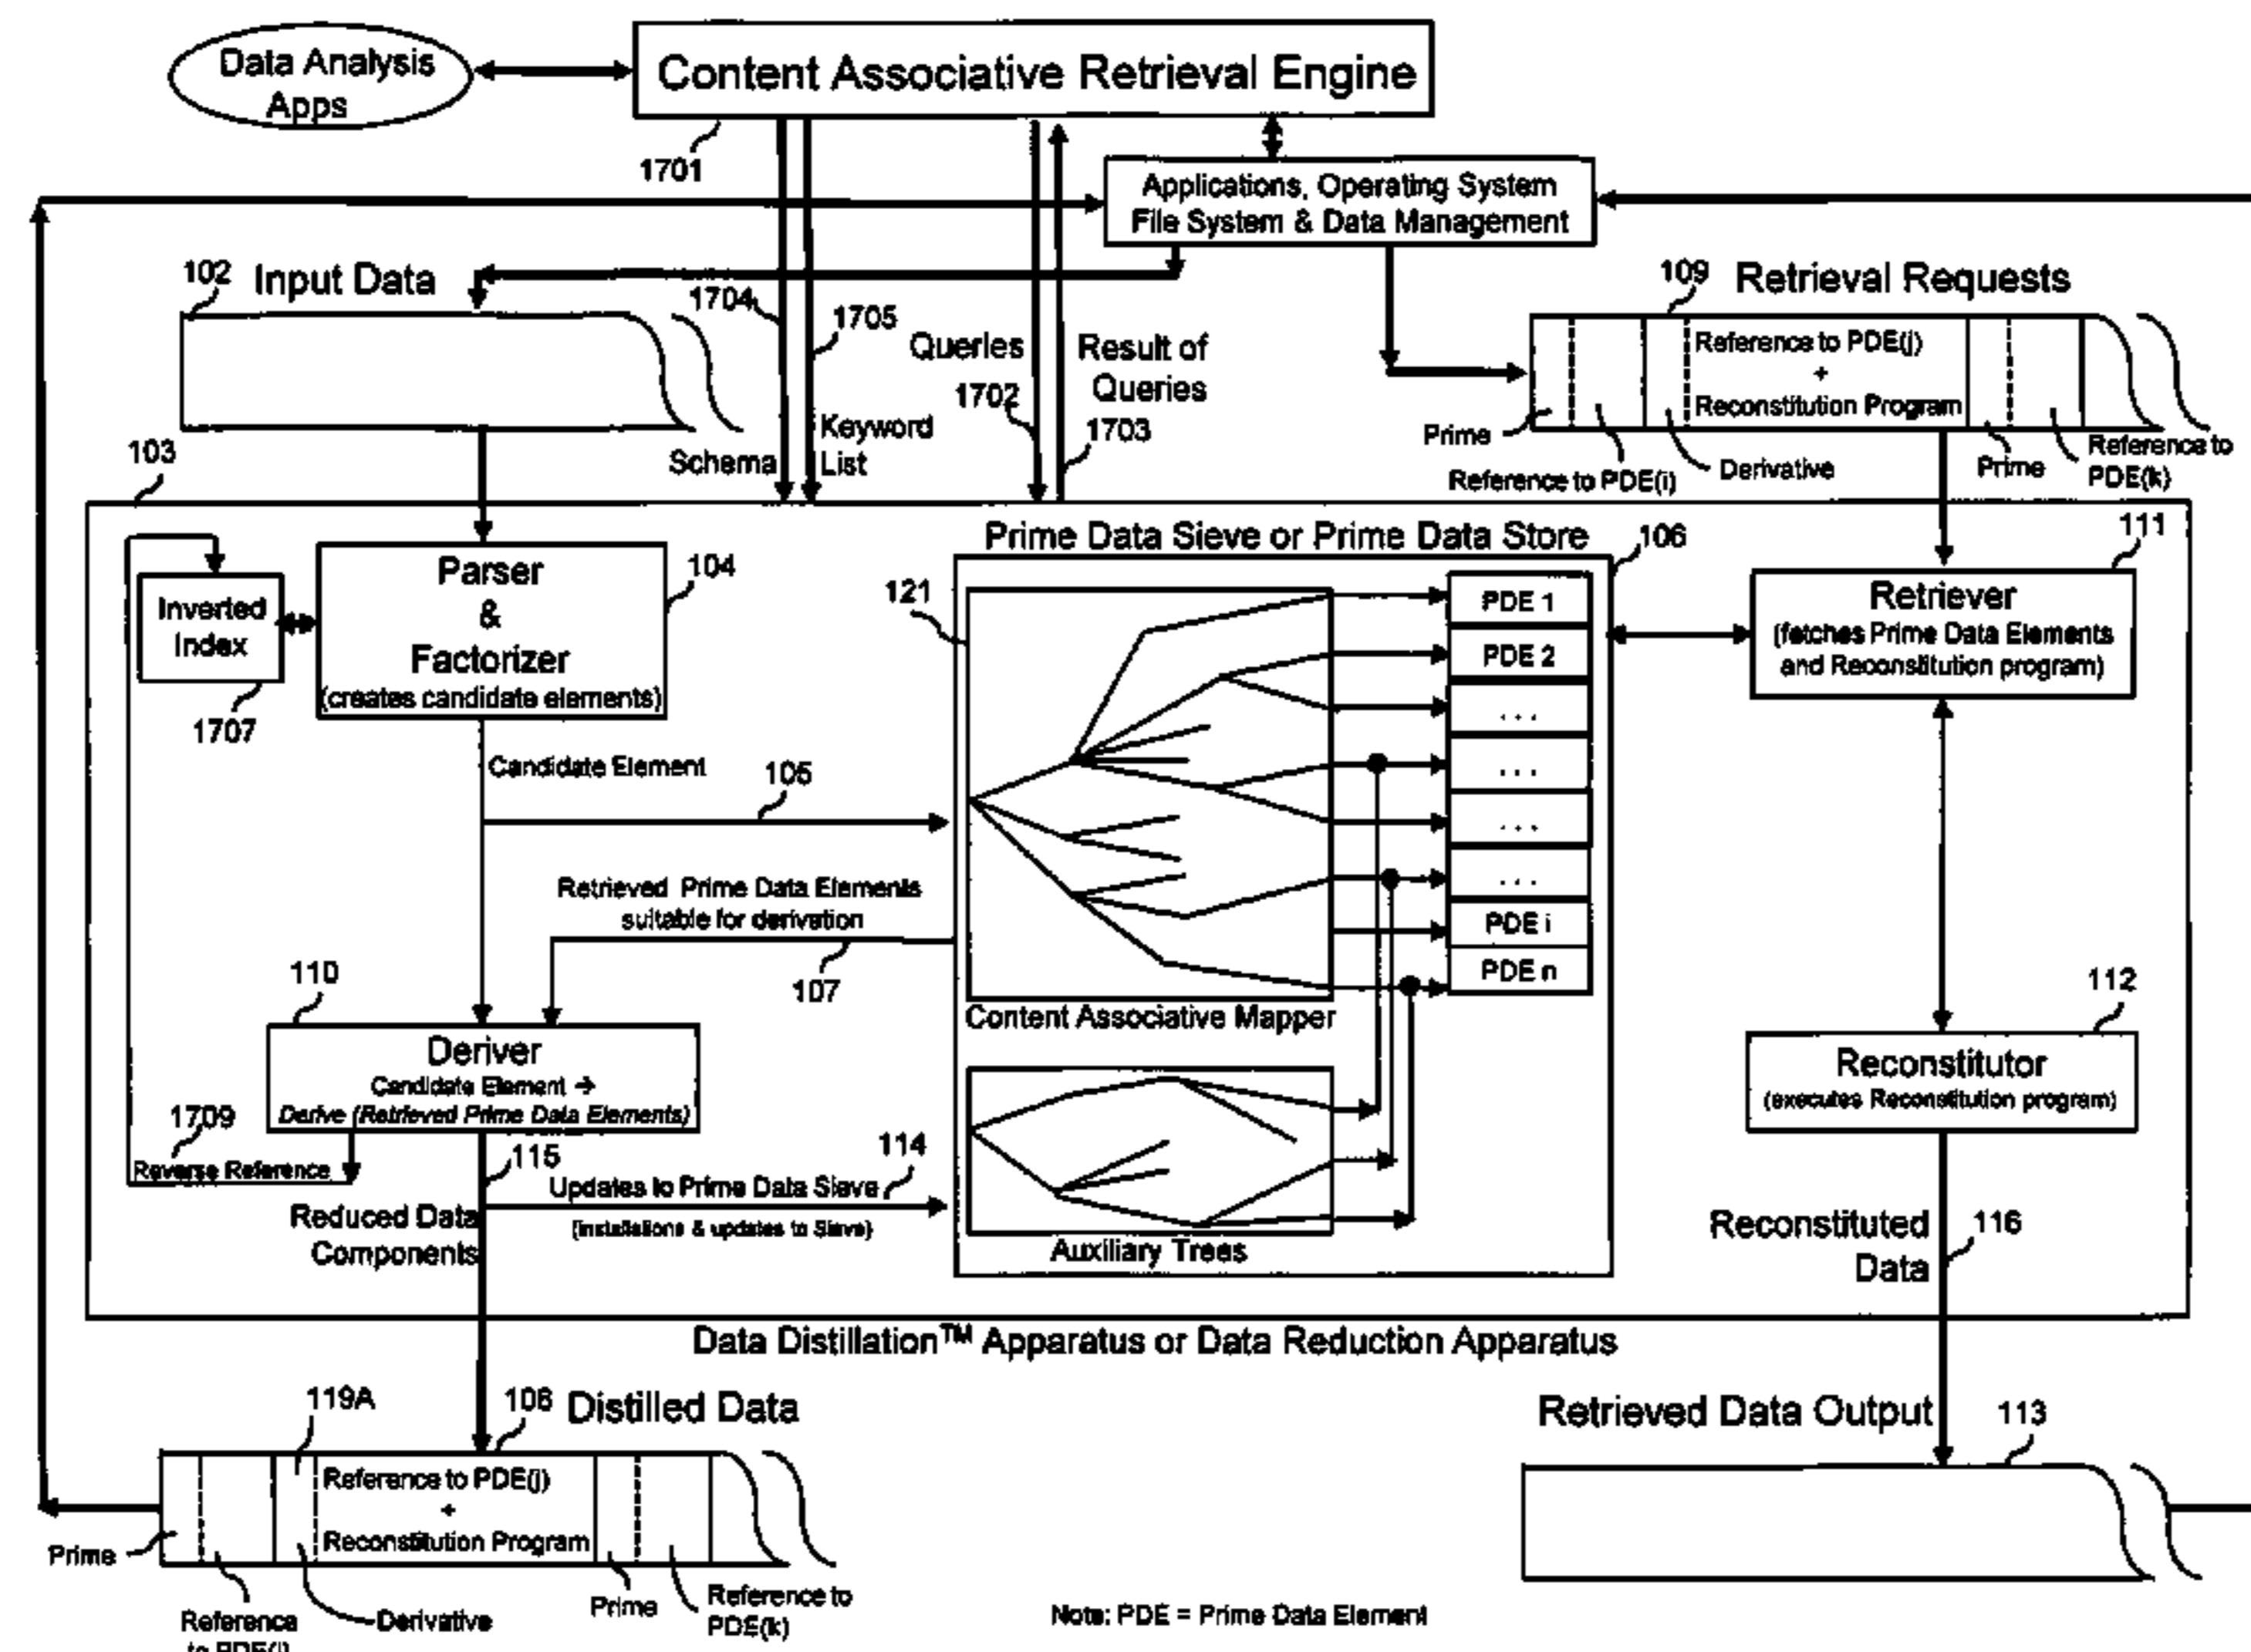 Data Analysis
Apps
Content Associative Retrieval Engine
1701
Applications, Operating System
File System & Data Management
102
Input Data
1704
1705
Queries
1702
Result of
Queries
1703
Schema
Keyword
List
109
Retrieval Requests
Reference to PDE(j)
+
Reconstitution Program
Prime
Reference to PDE(i)
Derivative
Prime
Reference to
PDE(k)
103
Inverted
Index
1707
Parser
&
Factorizer
(creates candidate elements)
104
Candidate Element
105
Prime Data Sieve or Prime Data Store
106
121
PDE 1
PDE 2
. . .
. . .
. . .
. . .
PDE i
PDE n
Content Associative Mapper
Auxiliary Trees
111
Retriever
(fetches Prime Data Elements
and Reconstitution program)
Retrieved Prime Data Elements
suitable for derivation
107
110
Deriver
Candidate Element →
Derive (Retrieved Prime Data Elements)
1709
Reverse Reference
115
114
Updates to Prime Data Sieve
(installations & updates to Sieve)
Reduced Data
Components
112
Reconstitutor
(executes Reconstitution program)
Reconstituted
Data
116
Data Distillation™ Apparatus or Data Reduction Apparatus
119A
108
Distilled Data
Reference to PDE(j)
+
Reconstitution Program
Prime
Reference
to PDE(i)
Derivative
Prime
Reference to
PDE(k)
Retrieved Data Output
113
Note: PDE = Prime Data Element